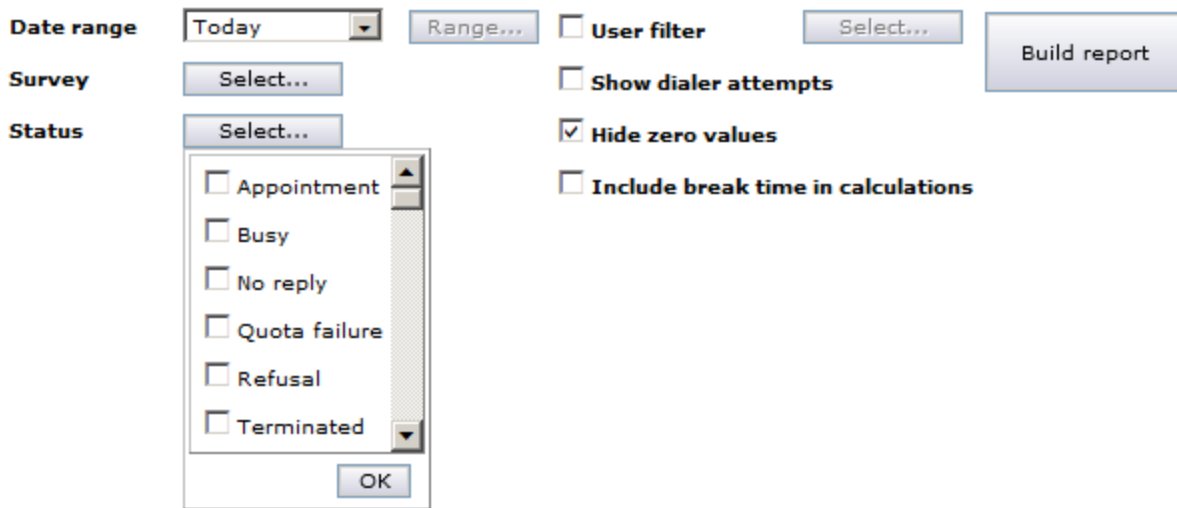 Date range Today Range... User filter Select... Build report
Survey Select... Show dialer attempts
Status Select... Hide zero values
Appointment Include break time in calculations
Busy
No reply
Quota failure
Refusal
Terminated
OK